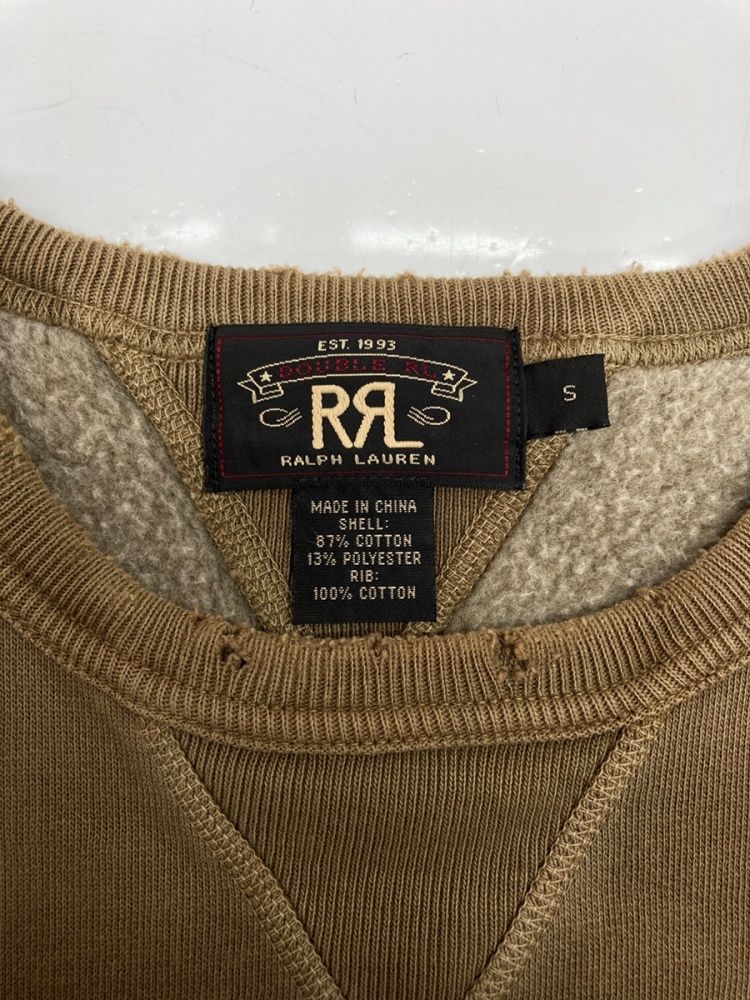 EST. 1993
DOUBLE RL
RRL
RALPH LAUREN
S
MADE IN CHINA
SHELL:
87% COTTON
13% POLYESTER
RIB:
100% COTTON